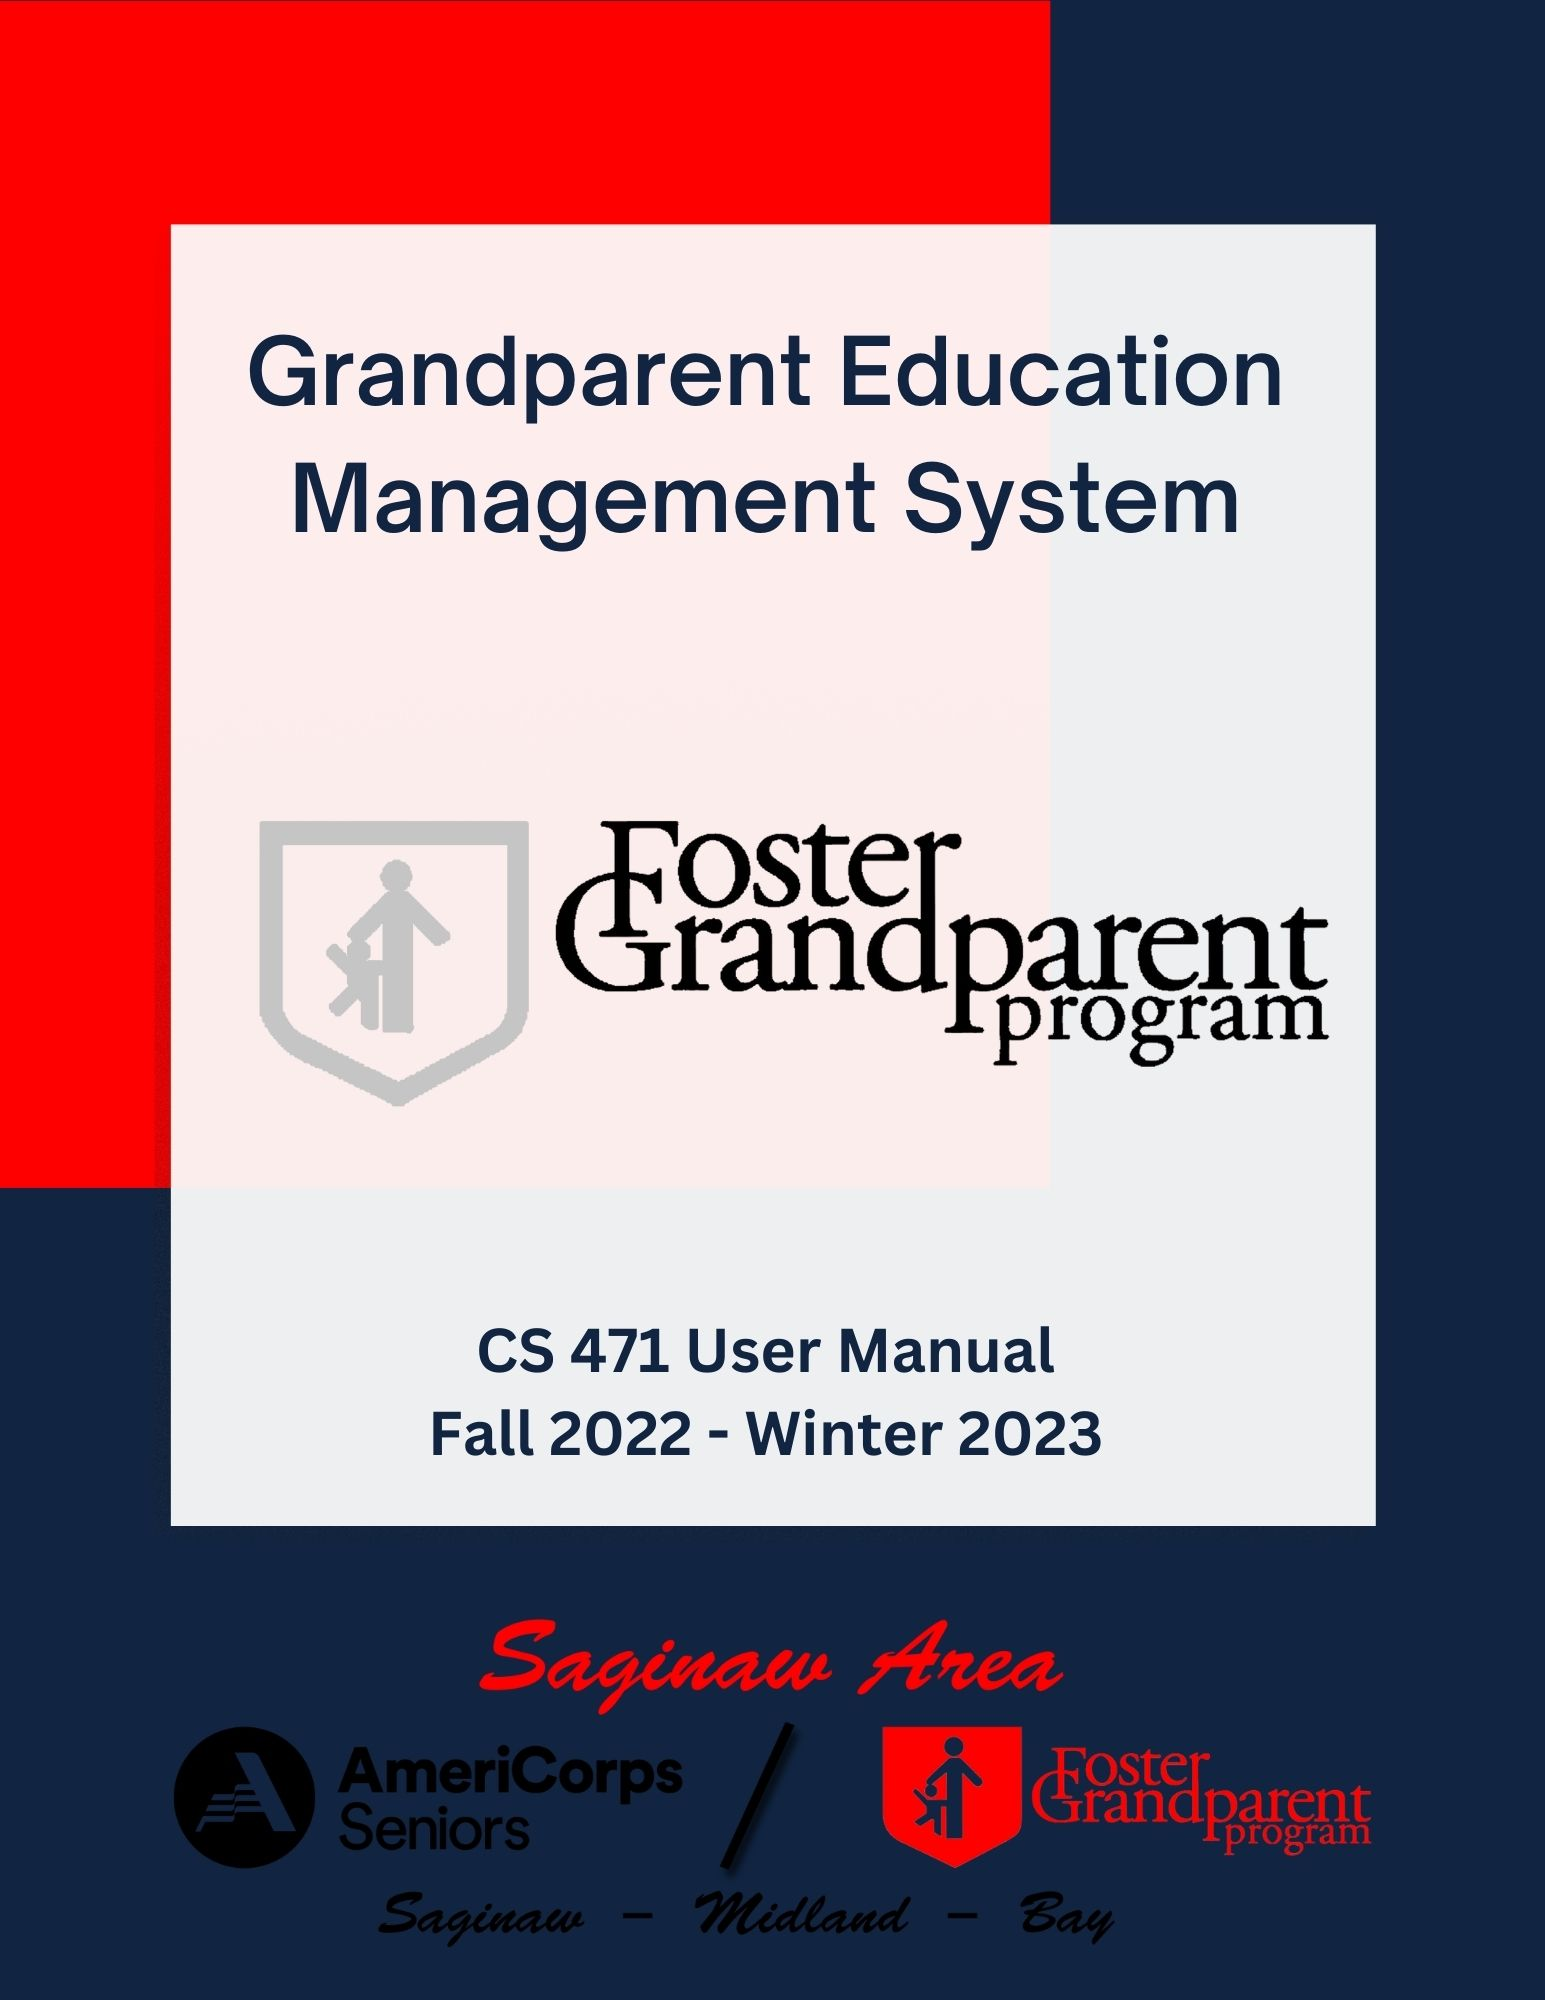 Grandparent Education
Management System
Foster
Grandparent
program
CS 471 User Manual
Fall 2022 - Winter 2023
Saginaw Area
AmeriCorps
Seniors
/
Foster
Grandparent
program
Saginaw – Midland – Bay